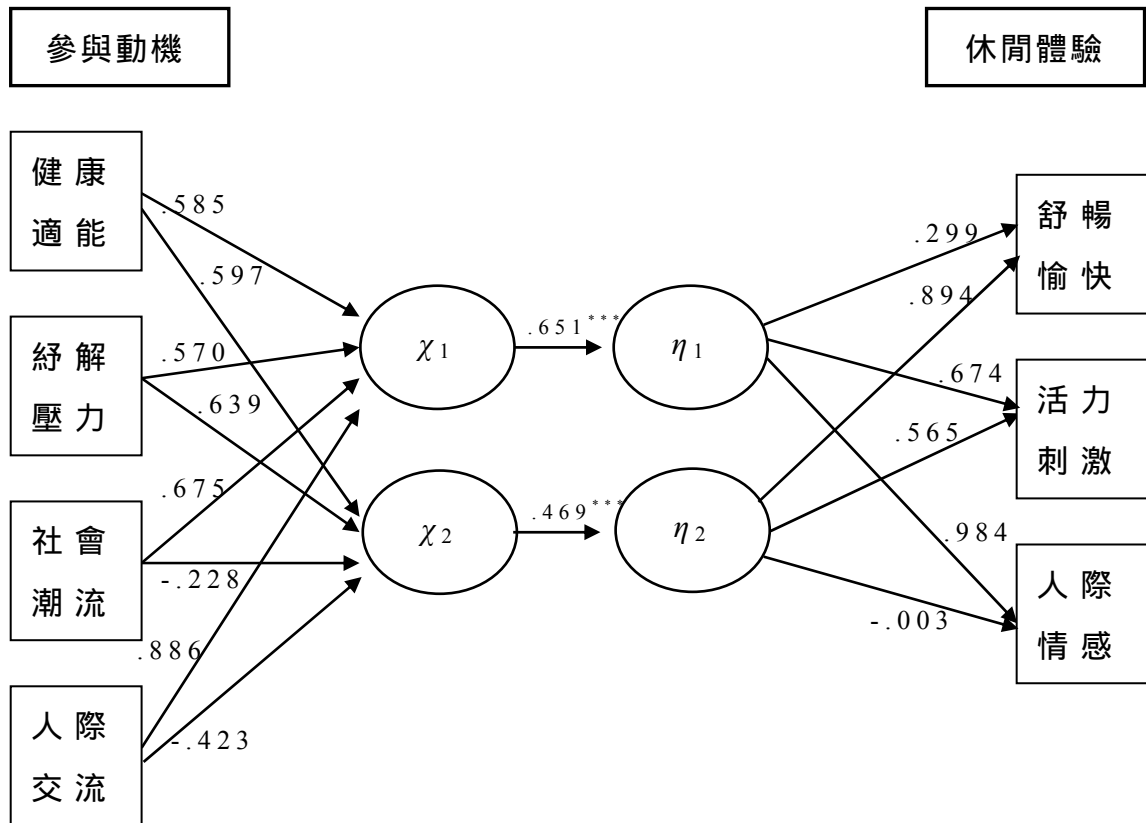 參與動機
休閒體驗
健康
適能
紓解
壓力
社會
潮流
人際
交流
.585
.597
.570
.639
.675
-.228
.886
-.423
χ1
χ2
.651***
.469***
η1
η2
.299
.894
.674
.565
.984
-.003
舒暢
愉快
活力
刺激
人際
情感